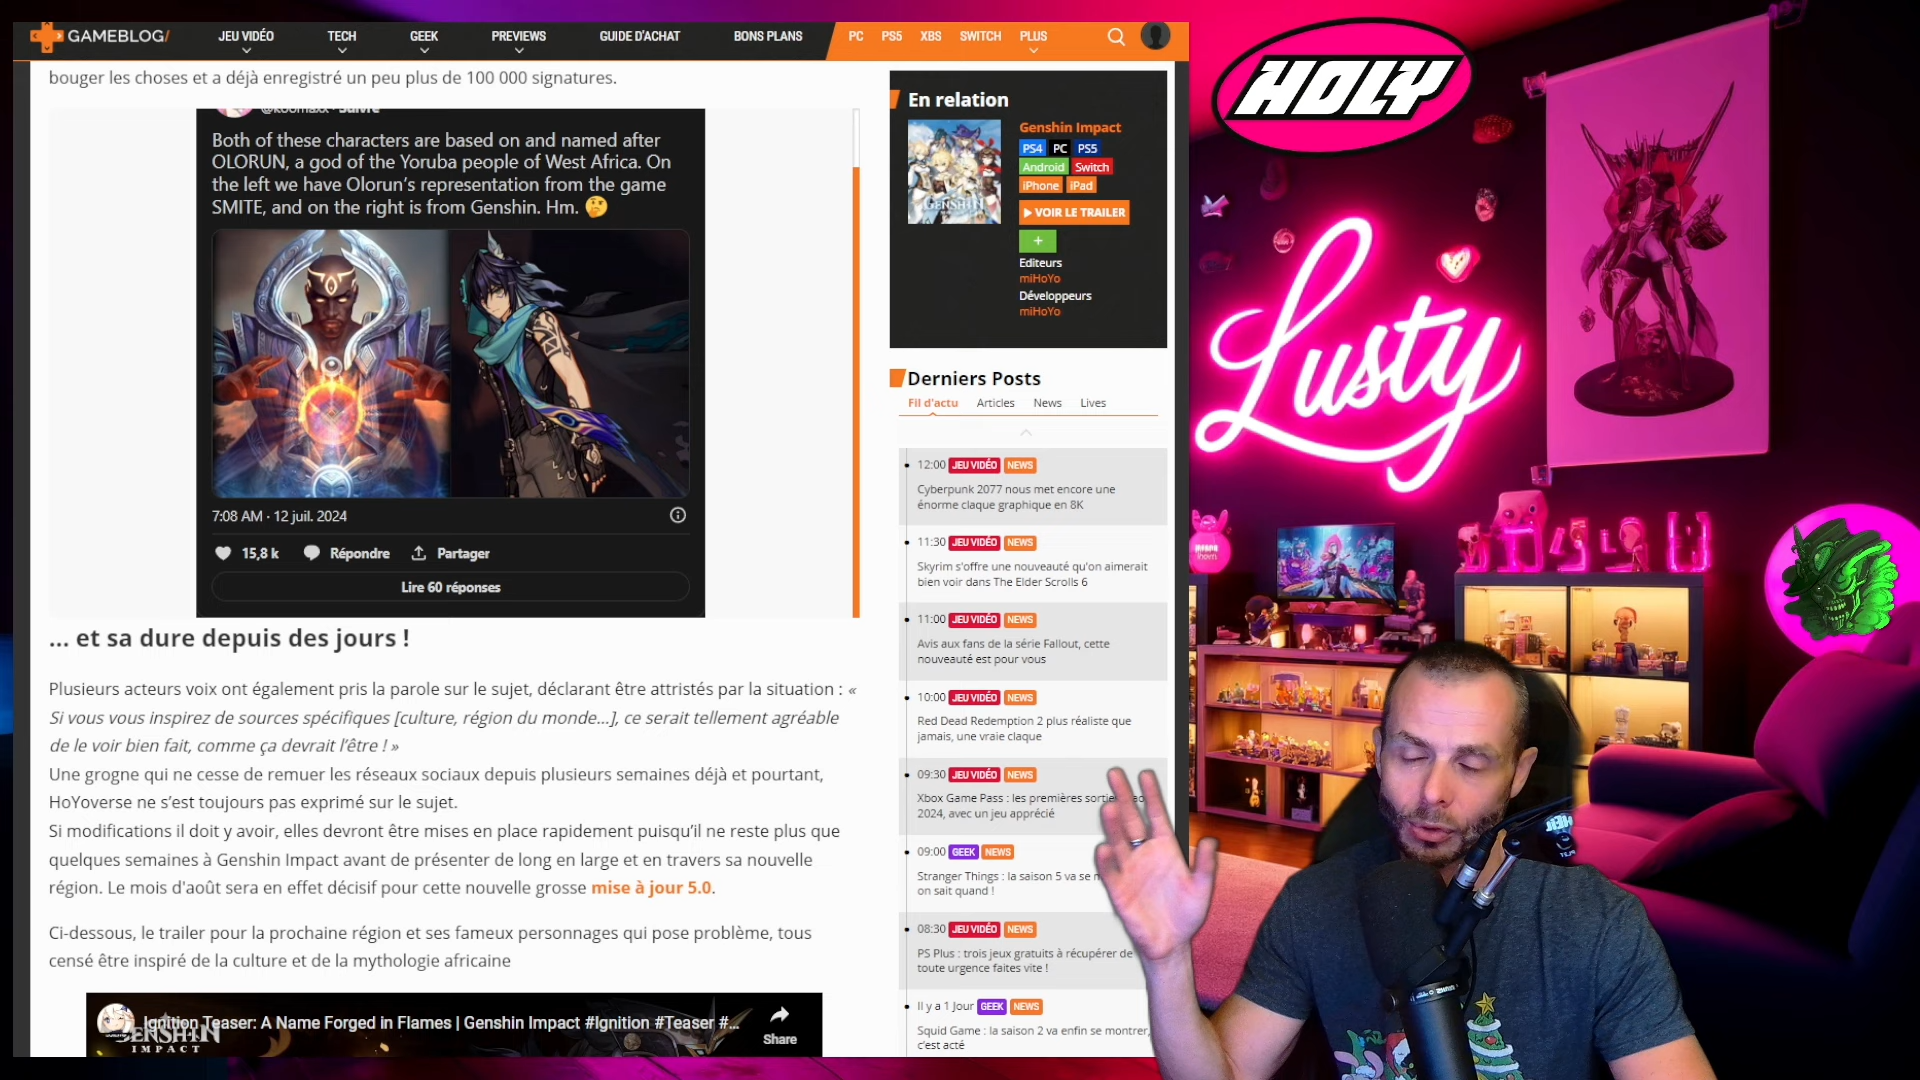 GAMEBLOG/
JEU VIDÉO
TECH
GEEK
PREVIEWS
GUIDE D'ACHAT
BONS PLANS
PC
PS5
XBS
SWITCH
PLUS
bouger les choses et a déjà enregistré un peu plus de 100 000 signatures.
Both of these characters are based on and named after
OLORUN, a god of the Yoruba people of West Africa. On
the left we have Olorun's representation from the game
SMITE, and on the right is from Genshin. Hm. 🤔
7:08 AM · 12 juil. 2024
15,8 k
Répondre
Partager
Lire 60 réponses
... et sa dure depuis des jours !
Plusieurs acteurs voix ont également pris la parole sur le sujet, déclarant être attristés par la situation : «
Si vous vous inspirez de sources spécifiques [culture, région du monde...], ce serait tellement agréable
de le voir bien fait, comme ça devrait l'être ! »
Une grogne qui ne cesse de remuer les réseaux sociaux depuis plusieurs semaines déjà et pourtant,
HoYoverse ne s'est toujours pas exprimé sur le sujet.
Si modifications il doit y avoir, elles devront être mises en place rapidement puisqu'il ne reste plus que
quelques semaines à Genshin Impact avant de présenter de long en large et en travers sa nouvelle
région. Le mois d'août sera en effet décisif pour cette nouvelle grosse mise à jour 5.0.
Ci-dessous, le trailer pour la prochaine région et ses fameux personnages qui pose problème, tous
censé être inspiré de la culture et de la mythologie africaine
Ignition Teaser: A Name Forged in Flames | Genshin Impact #Ignition #Teaser #...
GENSHIN
IMPACT
Share
En relation
GENSHIN
Genshin Impact
PS4 PC PS5
Android Switch
iPhone iPad
VOIR LE TRAILER
+
Editeurs
miHoYo
Développeurs
miHoYo
Derniers Posts
Fil d'actu
Articles
News
Lives
12:00 JEU VIDÉO NEWS
Cyberpunk 2077 nous met encore une
énorme claque graphique en 8K
11:30 JEU VIDÉO NEWS
Skyrim s'offre une nouveauté qu'on aimerait
bien voir dans The Elder Scrolls 6
11:00 JEU VIDÉO NEWS
Avis aux fans de la série Fallout, cette
nouveauté est pour vous
10:00 JEU VIDÉO NEWS
Red Dead Redemption 2 plus réaliste que
jamais, une vraie claque
09:30 JEU VIDÉO NEWS
Xbox Game Pass : les premières
2024, avec un jeu apprécié
09:00 GEEK NEWS
Stranger Things : la saison 5 va se
on sait quand !
08:30 JEU VIDÉO NEWS
PS Plus : trois jeux gratuits à récupérer de
toute urgence faites vite !
Il y a 1 Jour GEEK NEWS
Squid Game : la saison 2 va enfin se montrer,
c'est acté
HOLY
Lusty